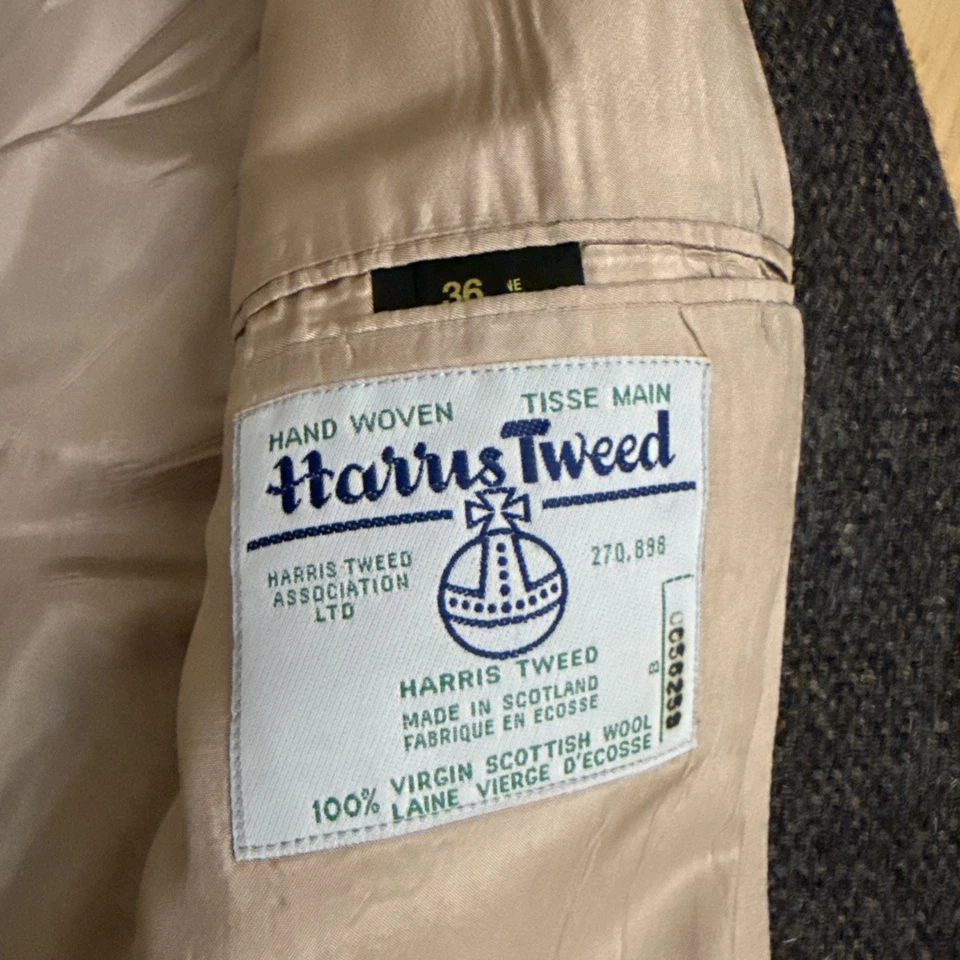 36
HAND WOVEN TISSE MAIN
Harris Tweed
HARRIS TWEED
ASSOCIATION
LTD
270,898
HARRIS TWEED
MADE IN SCOTLAND
FABRIQUE EN ECOSSE
100% VIRGIN SCOTTISH WOOL
LAINE VIERGE D'ECOSSE
B